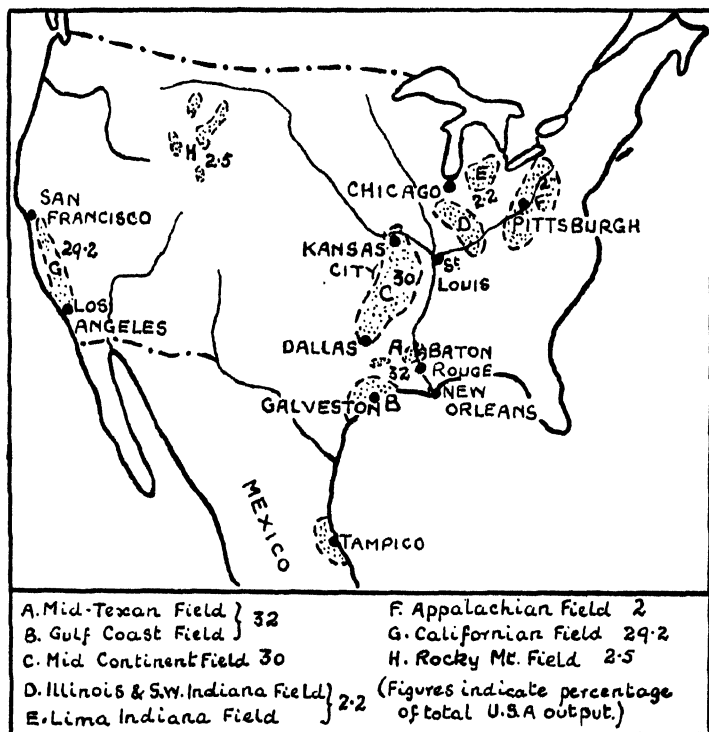 H
2.5
SAN
FRANCISCO
29.2
G
LOS
ANGELES
CHICAGO
E
2.2
D
2
F
PITTSBURGH
KANSAS
CITY
30
C
St
LOUIS
DALLAS
A
BATON
ROUGE
32
NEW
ORLEANS
GALVESTON B
MEXICO
TAMPICO
A. Mid-Texan Field } 32
B. Gulf Coast Field
C. Mid Continent Field 30
D. Illinois & S.W. Indiana Field } 2.2
E. Lima Indiana Field
F. Appalachian Field 2
G. Californian Field 29.2
H. Rocky Mt. Field 2.5
(Figures indicate percentage
of total U.S.A output.)